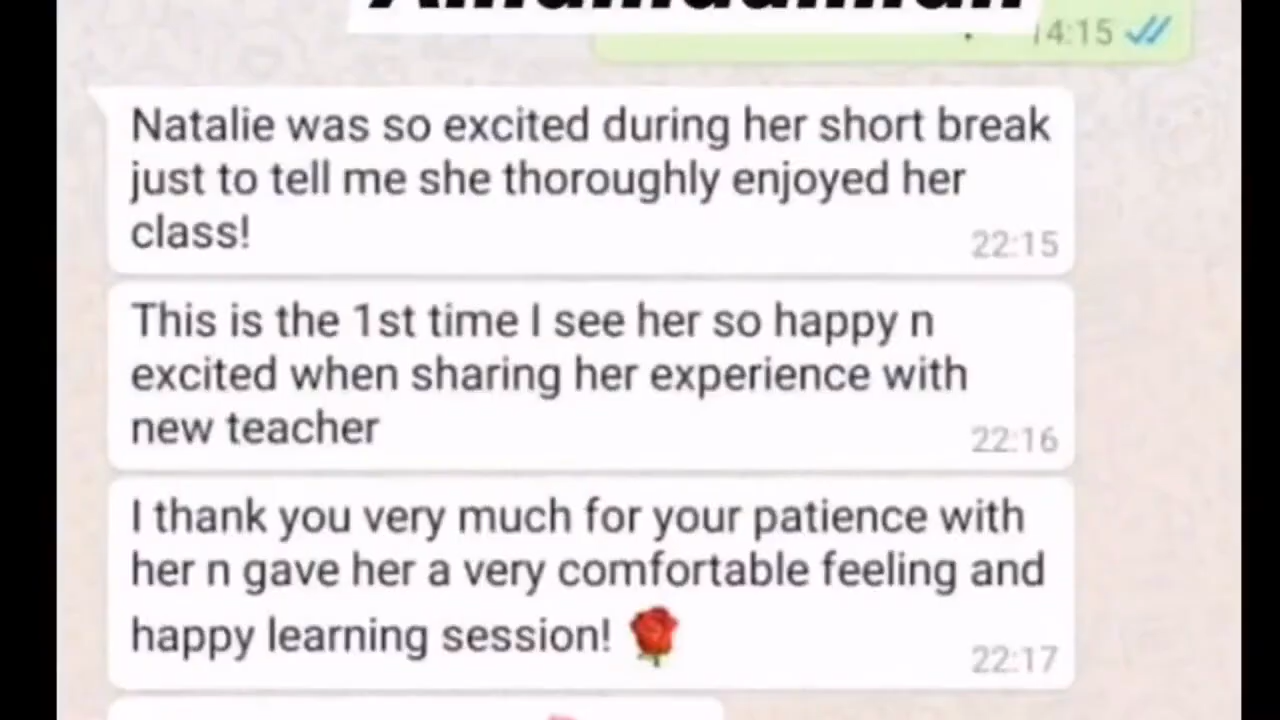 14:15
Natalie was so excited during her short break
just to tell me she thoroughly enjoyed her
class!
22:15
This is the 1st time I see her so happy n
excited when sharing her experience with
new teacher
22:16
I thank you very much for your patience with
her n gave her a very comfortable feeling and
happy learning session!
22:17